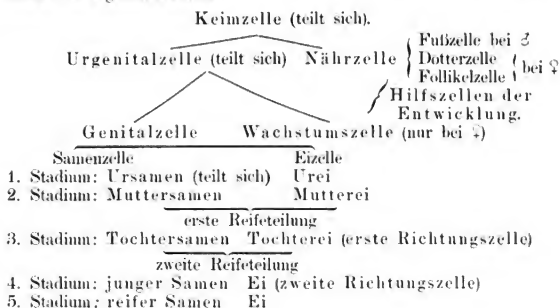 Keimzelle (teilt sich).
Fußzelle bei ♂
Urgenitalzelle (teilt sich) Nährzelle Dotterzelle bei ♀
Follikelzelle
Hilfszellen der
Entwicklung.
Genitalzelle Wachstumszelle (nur bei ♀)
Samenzelle Eizelle
1. Stadium: Ursamen (teilt sich) Urei
2. Stadium: Muttersamen Mutterei
erste Reifeteilung
3. Stadium: Tochtersamen Tochterei (erste Richtungszelle)
zweite Reifeteilung
4. Stadium: junger Samen Ei (zweite Richtungszelle)
5. Stadium: reifer Samen Ei